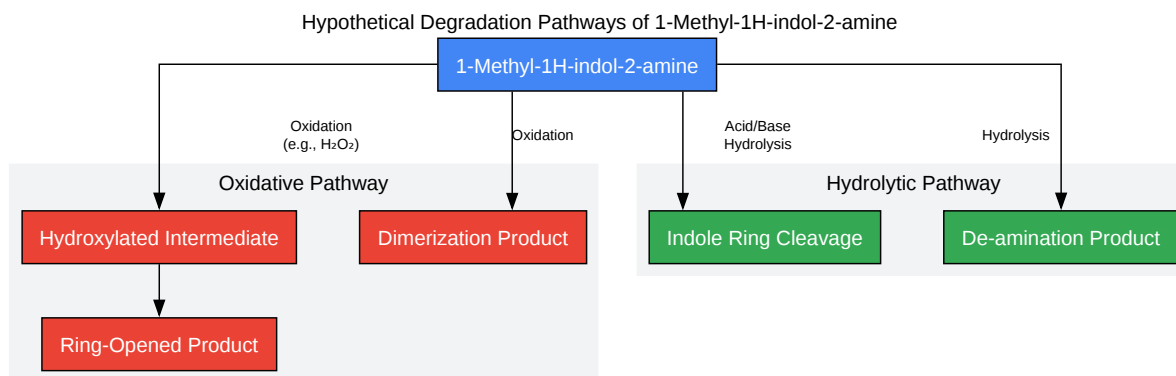 Hypothetical Degradation Pathways of 1-Methyl-1H-indol-2-amine
1-Methyl-1H-indol-2-amine
Oxidation
(e.g., H₂O₂)
Oxidation
Acid/Base
Hydrolysis
Hydrolysis
Oxidative Pathway
Hydrolytic Pathway
Hydroxylated Intermediate
Dimerization Product
Indole Ring Cleavage
De-amination Product
Ring-Opened Product